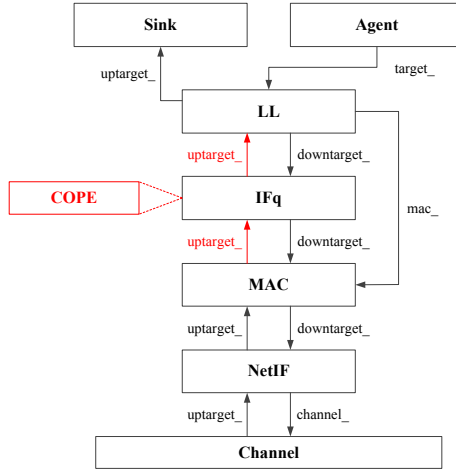 Sink
Agent
uptarget_
target_
LL
uptarget_
downtarget_
COPE
IFq
mac_
uptarget_
downtarget_
MAC
uptarget_
downtarget_
NetIF
uptarget_
channel_
Channel